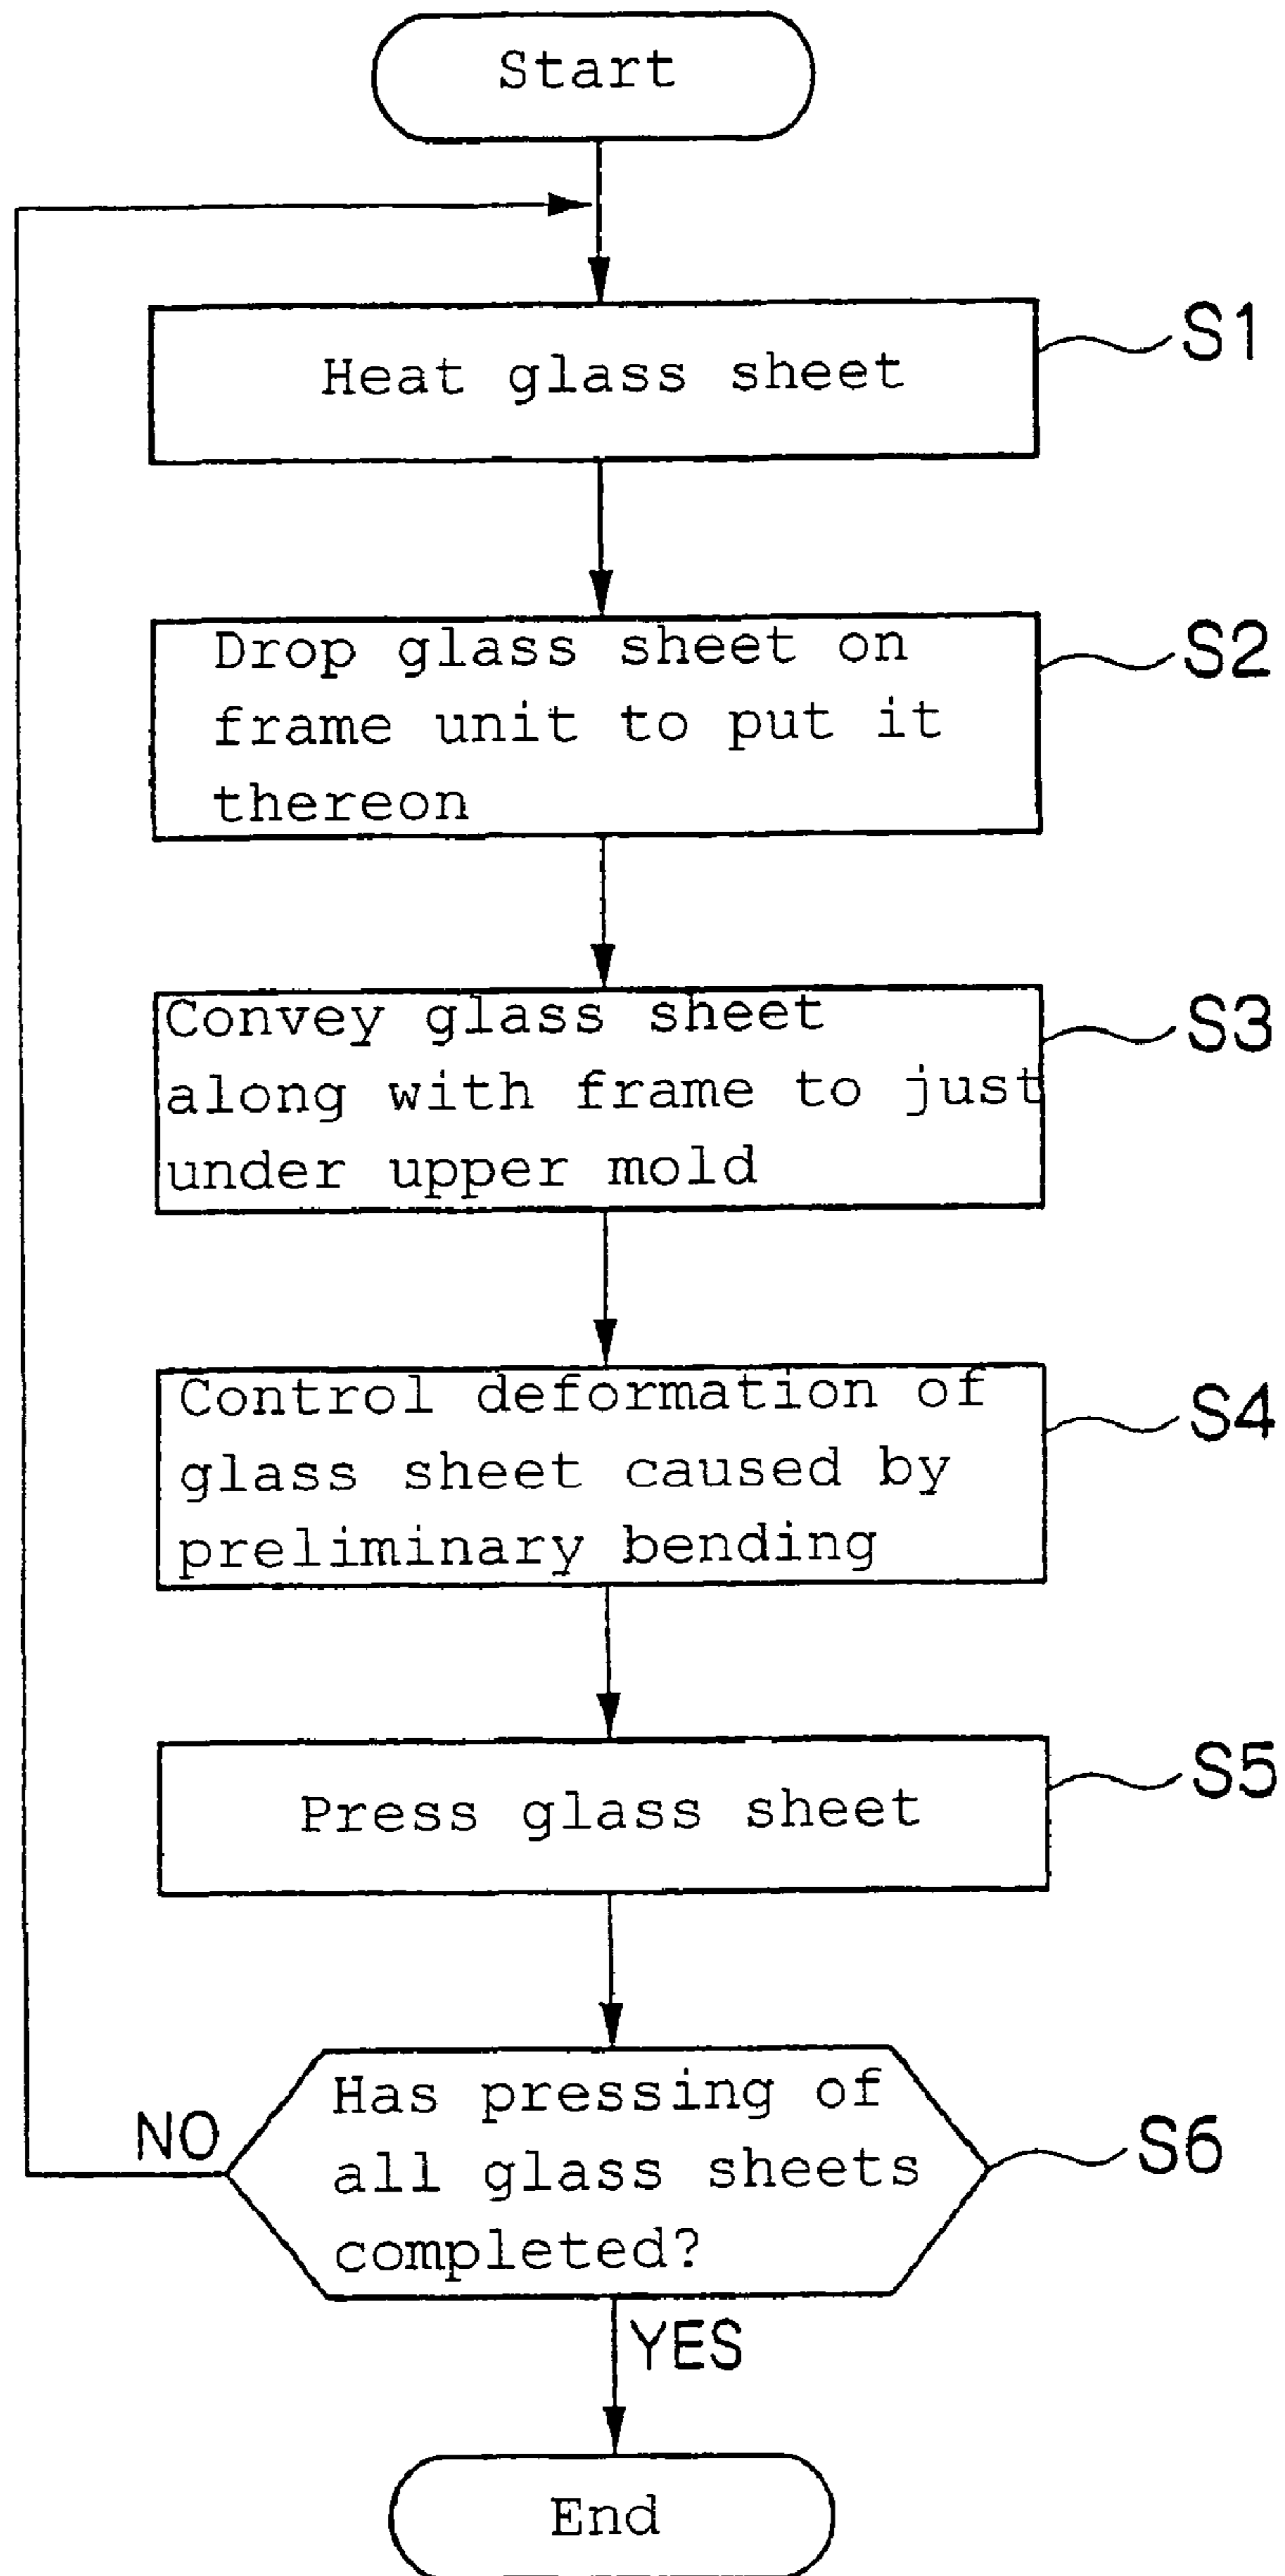 Start
Heat glass sheet
S1
Drop glass sheet on
frame unit to put it
thereon
S2
Convey glass sheet
along with frame to just
under upper mold
S3
Control deformation of
glass sheet caused by
preliminary bending
S4
Press glass sheet
S5
Has pressing of
all glass sheets
completed?
S6
NO
YES
End